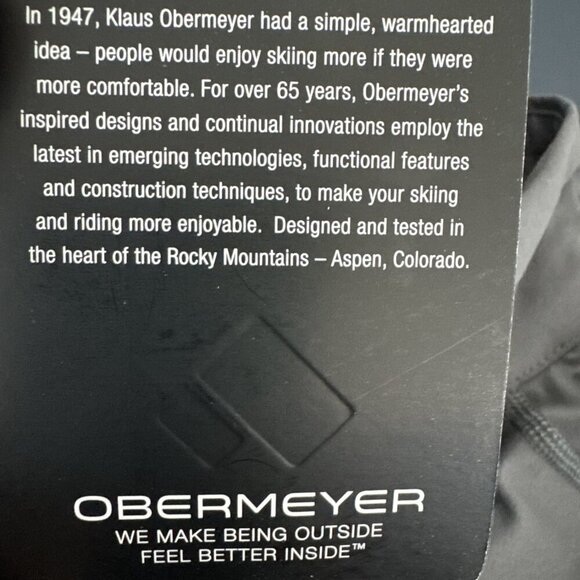 In 1947, Klaus Obermeyer had a simple, warmhearted
idea – people would enjoy skiing more if they were
more comfortable. For over 65 years, Obermeyer's
inspired designs and continual innovations employ the
latest in emerging technologies, functional features
and construction techniques, to make your skiing
and riding more enjoyable. Designed and tested in
the heart of the Rocky Mountains – Aspen, Colorado.
OBERMEYER
WE MAKE BEING OUTSIDE
FEEL BETTER INSIDE™